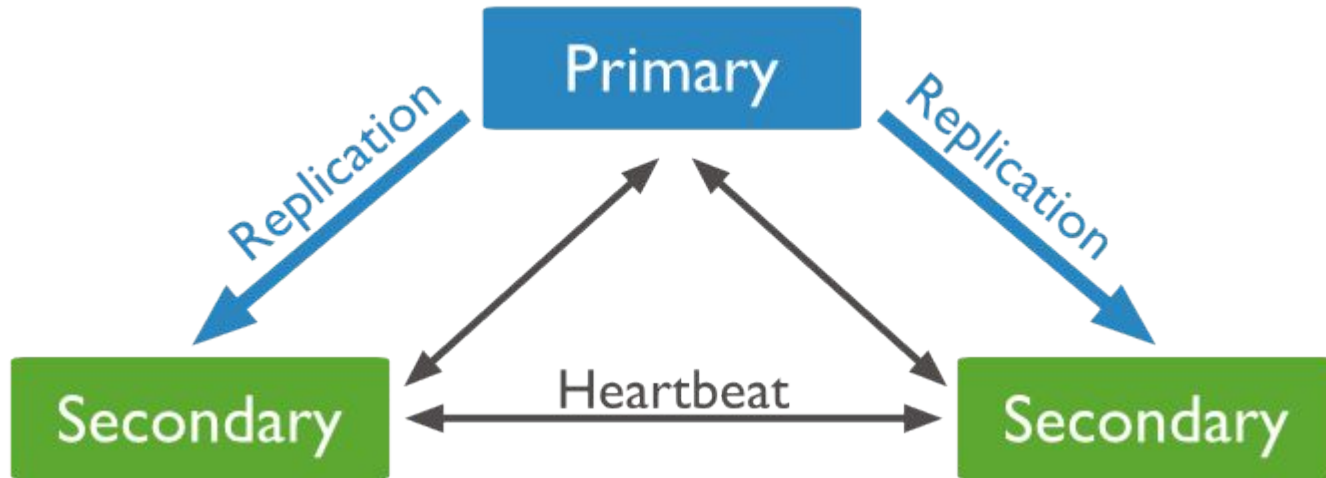 Primary
Replication
Replication
Heartbeat
Secondary
Secondary